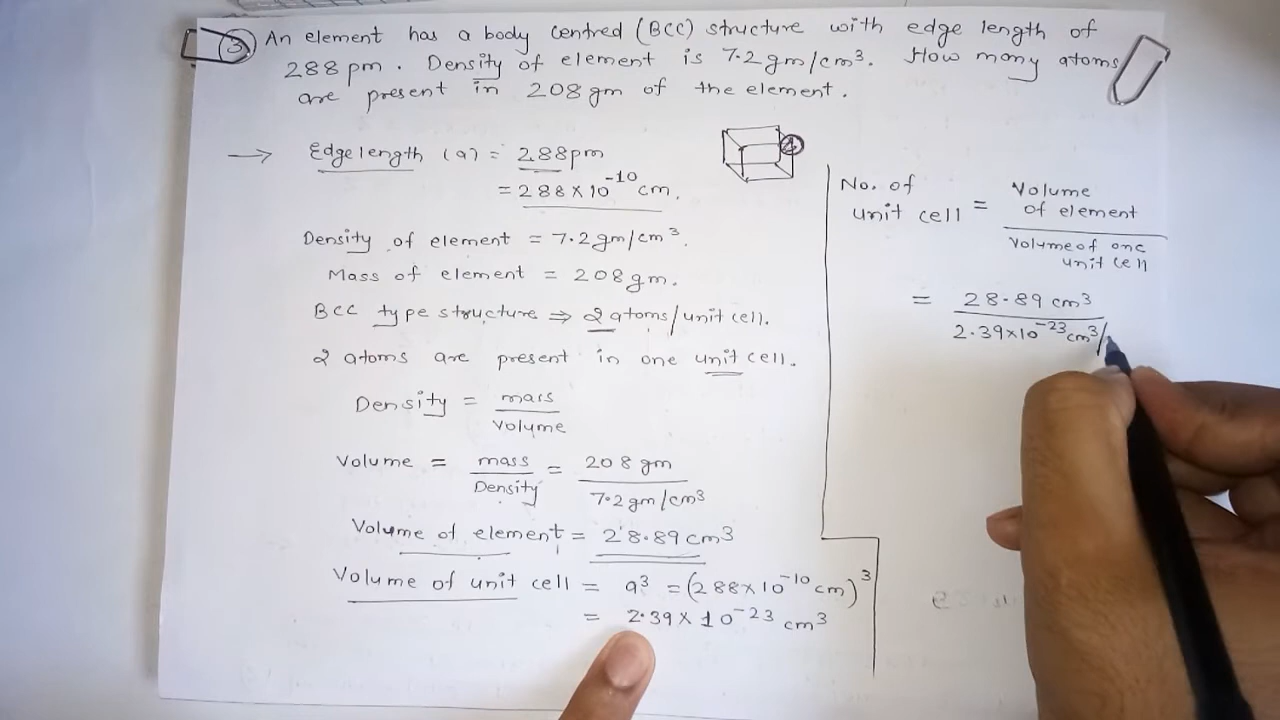 ③ An element has a body centred (BCC) structure with edge length of
288 pm. Density of element is 7.2 gm/cm³. How many atoms
are present in 208 gm of the element.
→ Edge length (a) = 288pm
= 288 × 10⁻¹⁰ cm.
Density of element = 7.2 gm/cm³.
Mass of element = 208 gm.
BCC type structure ⇒ 2 atoms/unit cell.
2 atoms are present in one unit cell.
Density = mass / volume
Volume = mass / Density = 208 gm / 7.2 gm/cm³
Volume of element = 28.89 cm³
Volume of unit cell = a³ = (288 × 10⁻¹⁰ cm)³
= 2.39 × 10⁻²³ cm³
No. of unit cell = Volume of element / Volume of one unit cell
= 28.89 cm³ / 2.39 × 10⁻²³ cm³/